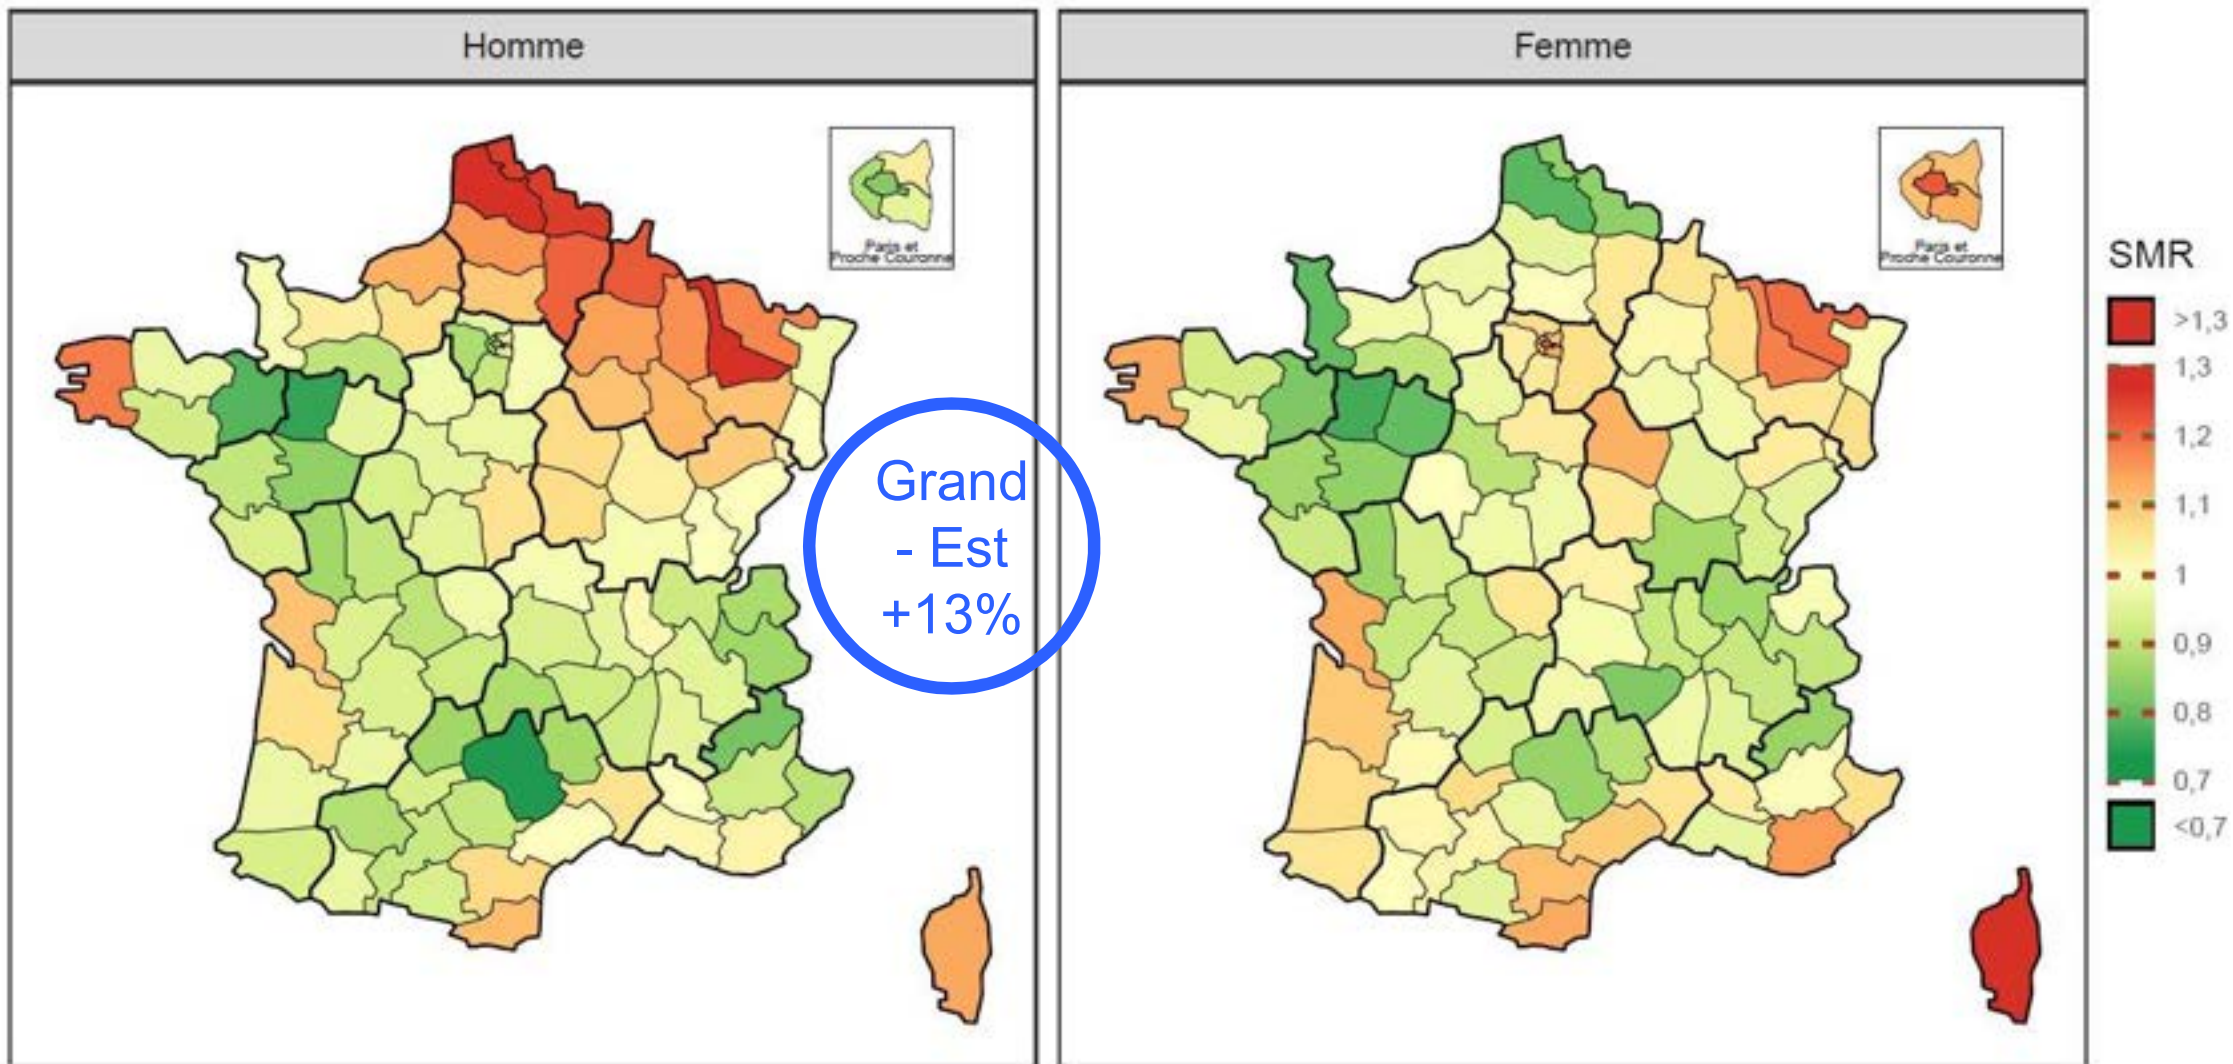 Homme
Femme
Paris et
Proche Couronne
Paris et
Proche Couronne
Grand
- Est
+13%
SMR
>1,3
1,3
1,2
1,1
1
0,9
0,8
0,7
<0,7